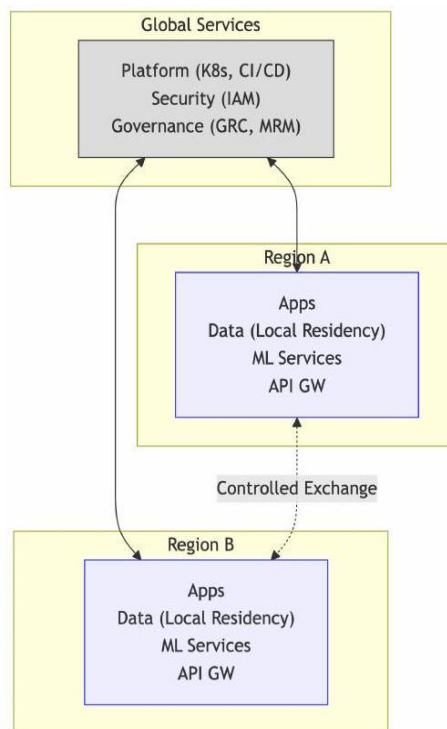 Global Services
Platform (K8s, CI/CD)
Security (IAM)
Governance (GRC, MRM)
Region A
Apps
Data (Local Residency)
ML Services
API GW
Controlled Exchange
Region B
Apps
Data (Local Residency)
ML Services
API GW